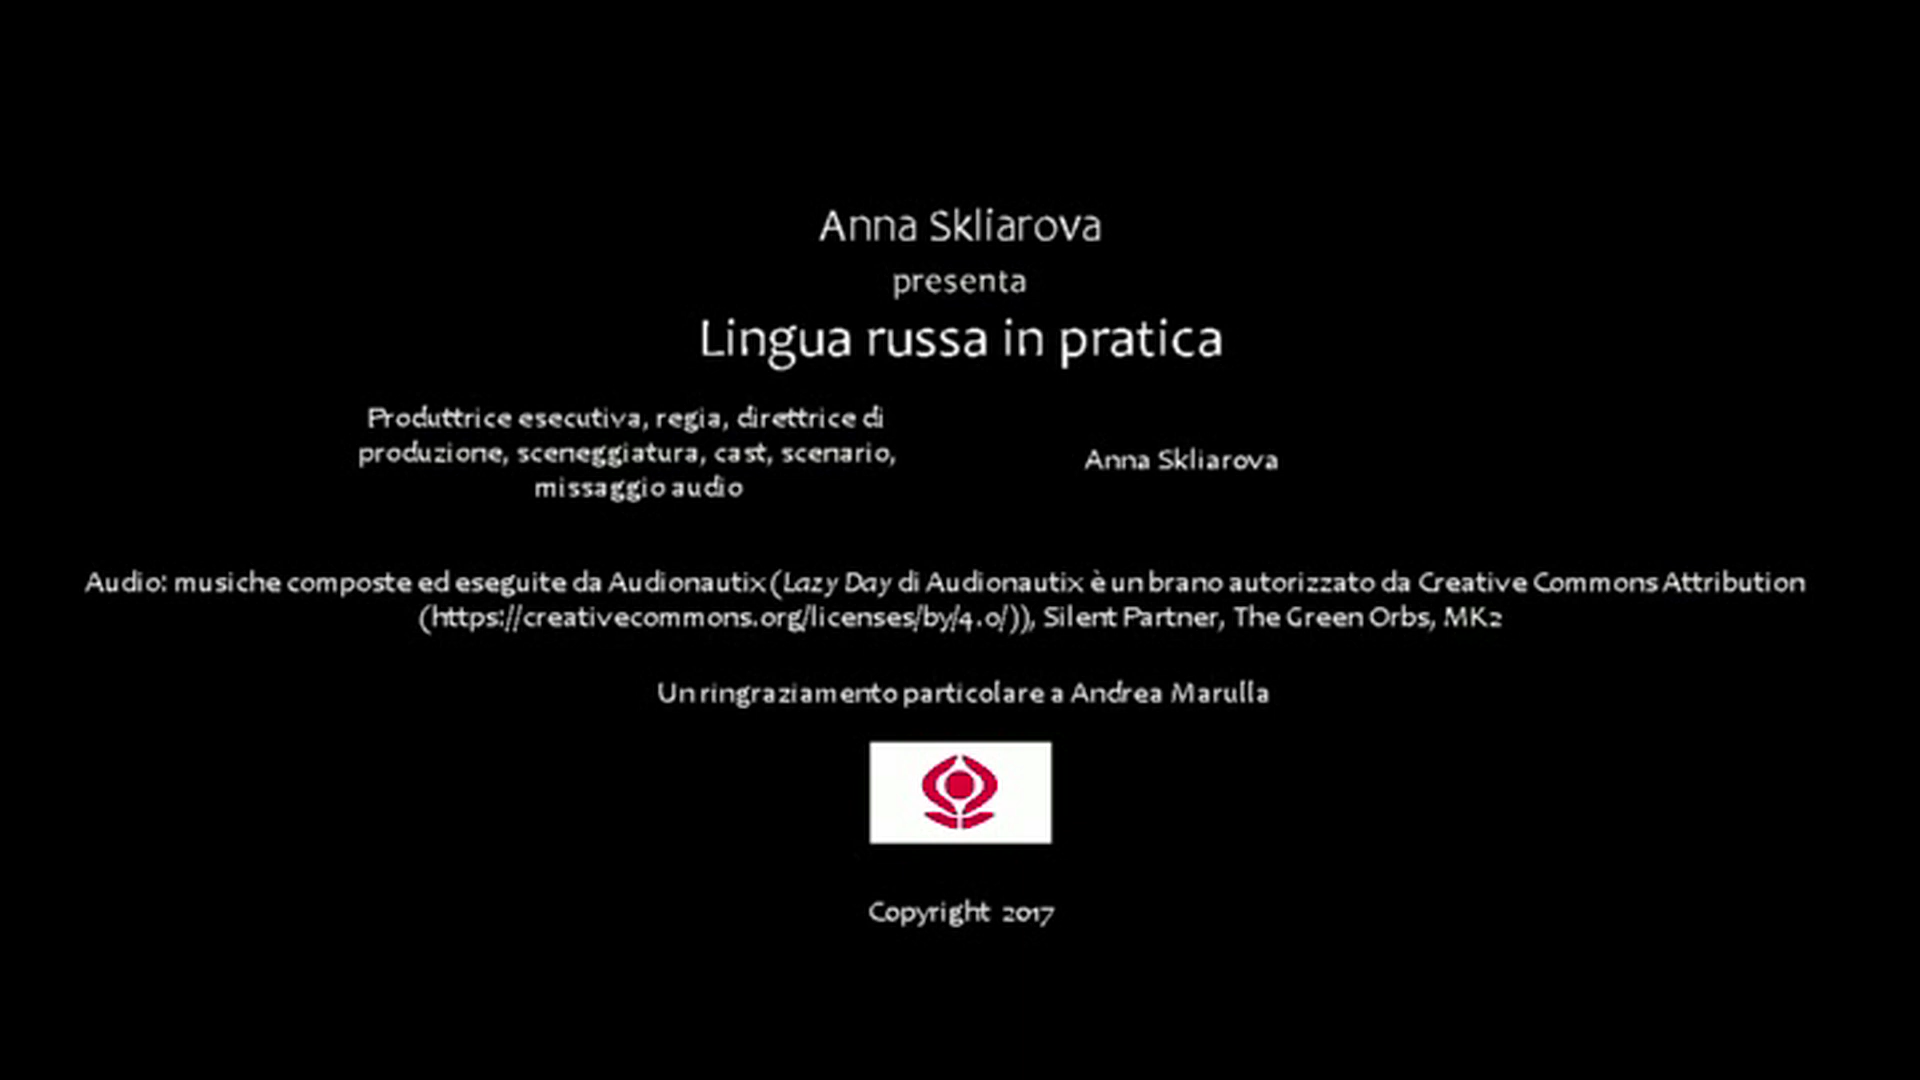 Anna Skliarova
presenta
Lingua russa in pratica
Produttrice esecutiva, regia, direttrice di
produzione, sceneggiatura, cast, scenario,
missaggio audio
Anna Skliarova
Audio: musiche composte ed eseguite da Audionautix (Lazy Day di Audionautix è un brano autorizzato da Creative Commons Attribution
(https://creativecommons.org/licenses/by/4.0/)), Silent Partner, The Green Orbs, MK2
Un ringraziamento particolare a Andrea Marulla
Copyright 2017